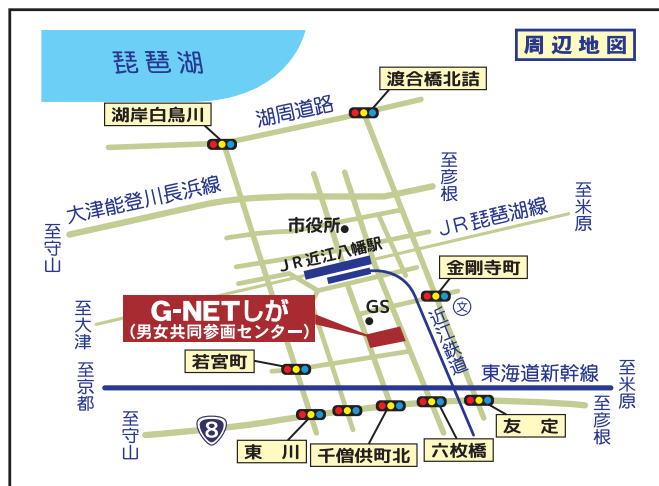 周辺地図
琵琶湖
渡合橋北詰
湖岸白鳥川
湖周道路
至彦根
大津能登川長浜線
至米原
至守山
市役所
JR琵琶湖線
JR近江八幡駅
金剛寺町
文
至大津
G-NETしが
(男女共同参画センター)
GS
近江鉄道
若宮町
至京都
東海道新幹線
至米原
至守山
8
至彦根
東川
千僧供町北
六枚橋
友定